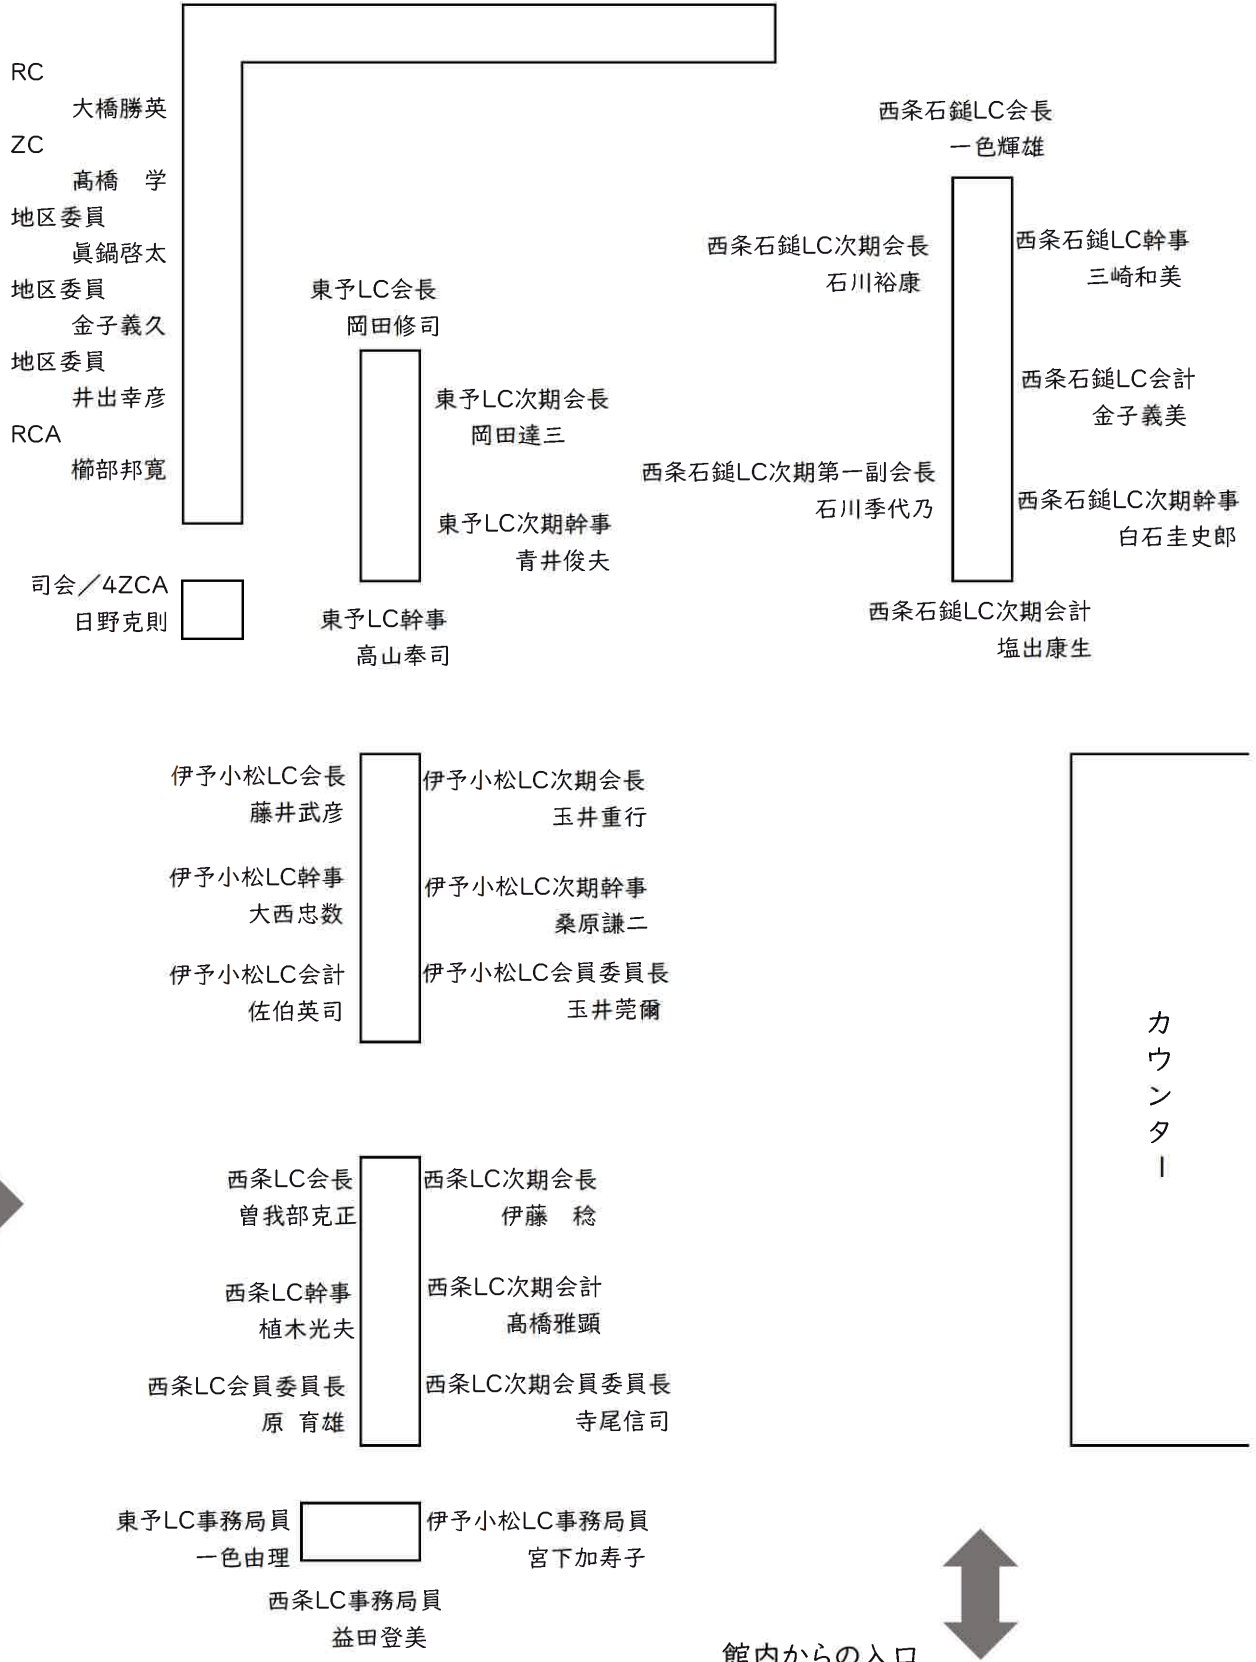 RC
大橋勝英
ZC
髙橋　学
地区委員
眞鍋啓太
地区委員
金子義久
地区委員
井出幸彦
RCA
櫛部邦寛
司会／4ZCA
日野克則
東予LC会長
岡田修司
東予LC次期会長
岡田達三
東予LC次期幹事
青井俊夫
東予LC幹事
高山奉司
西条石鎚LC会長
一色輝雄
西条石鎚LC次期会長
石川裕康
西条石鎚LC幹事
三崎和美
西条石鎚LC会計
金子義美
西条石鎚LC次期第一副会長
石川季代乃
西条石鎚LC次期幹事
白石圭史郎
西条石鎚LC次期会計
塩出康生
伊予小松LC会長
藤井武彦
伊予小松LC次期会長
玉井重行
伊予小松LC幹事
大西忠数
伊予小松LC次期幹事
桑原謙二
伊予小松LC会計
佐伯英司
伊予小松LC会員委員長
玉井莞爾
カウンター
西条LC会長
曽我部克正
西条LC次期会長
伊藤　稔
西条LC幹事
植木光夫
西条LC次期会計
髙橋雅顕
西条LC会員委員長
原 育雄
西条LC次期会員委員長
寺尾信司
東予LC事務局員
一色由理
伊予小松LC事務局員
宮下加寿子
西条LC事務局員
益田登美
館内からの入口